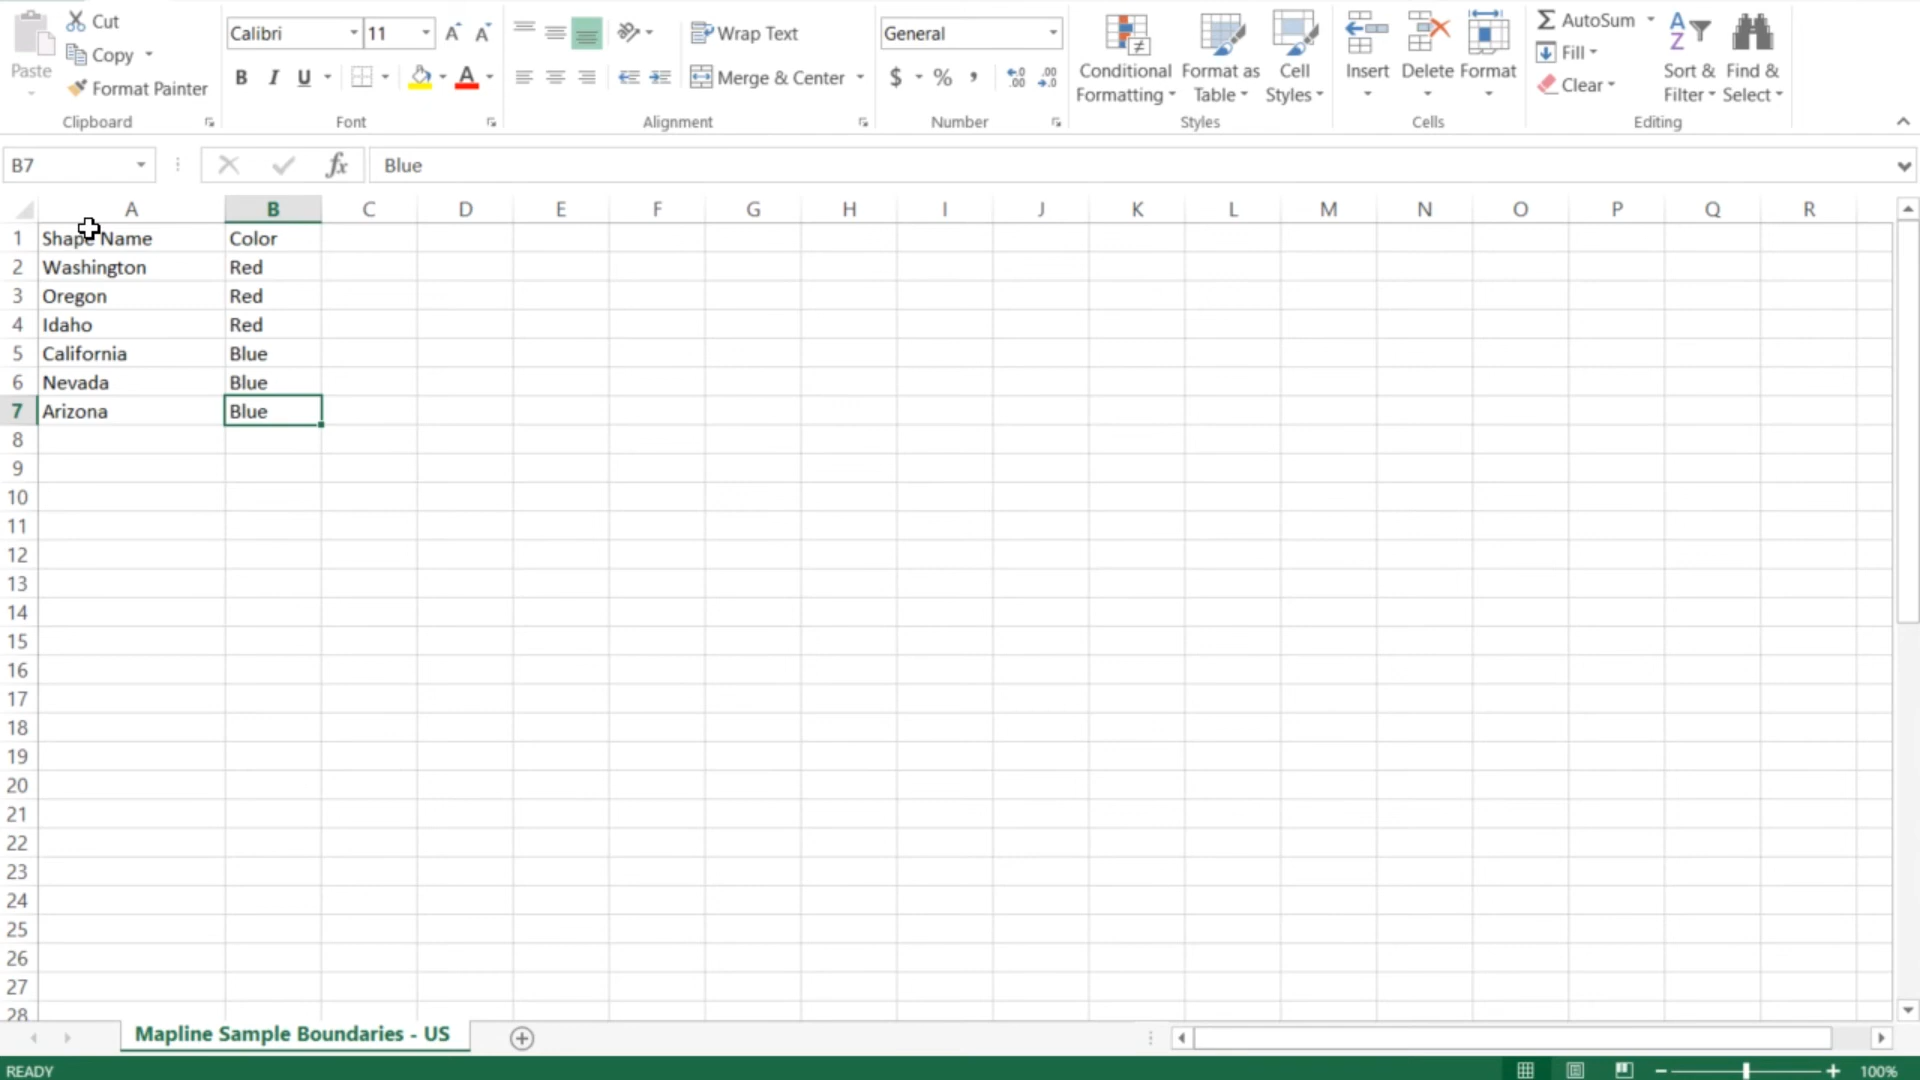 Cut
Copy
Format Painter
Paste
Clipboard
Calibri 11
B I U A
Font
Wrap Text
Merge & Center
Alignment
General
$ % ,
Number
Conditional Formatting
Format as Table
Cell Styles
Styles
Insert
Delete
Format
Cells
AutoSum
Fill
Clear
Sort & Filter
Find & Select
Editing
B7 fx Blue
A B C D E F G H I J K L M N O P Q R
1 Shape Name Color
2 Washington Red
3 Oregon Red
4 Idaho Red
5 California Blue
6 Nevada Blue
7 Arizona Blue
8
9
10
11
12
13
14
15
16
17
18
19
20
21
22
23
24
25
26
27
28
Mapline Sample Boundaries - US
READY 100%